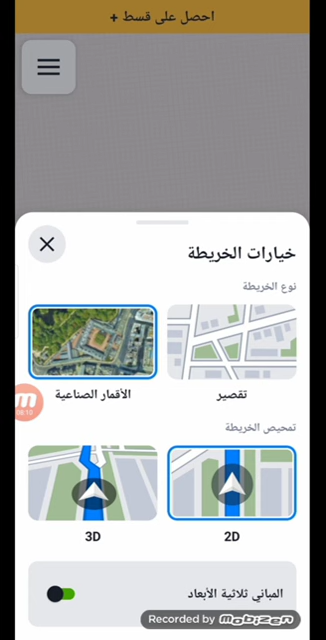 احصل على قسط +
خيارات الخريطة
نوع الخريطة
الأقمار الصناعية
تقصير
تمحيص الخريطة
3D
2D
المباني ثلاثية الأبعاد
Recorded by mobizen